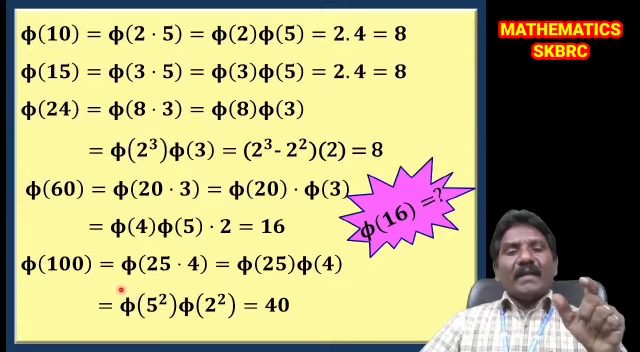 ϕ(10) = ϕ(2 · 5) = ϕ(2)ϕ(5) = 2. 4 = 8
ϕ(15) = ϕ(3 · 5) = ϕ(3)ϕ(5) = 2. 4 = 8
ϕ(24) = ϕ(8 · 3) = ϕ(8)ϕ(3)
= ϕ(2³)ϕ(3) = (2³- 2²)(2) = 8
ϕ(60) = ϕ(20 · 3) = ϕ(20) · ϕ(3)
= ϕ(4)ϕ(5) · 2 = 16
ϕ(100) = ϕ(25 · 4) = ϕ(25)ϕ(4)
= ϕ(5²)ϕ(2²) = 40
ϕ(16) =?
MATHEMATICS
SKBRC